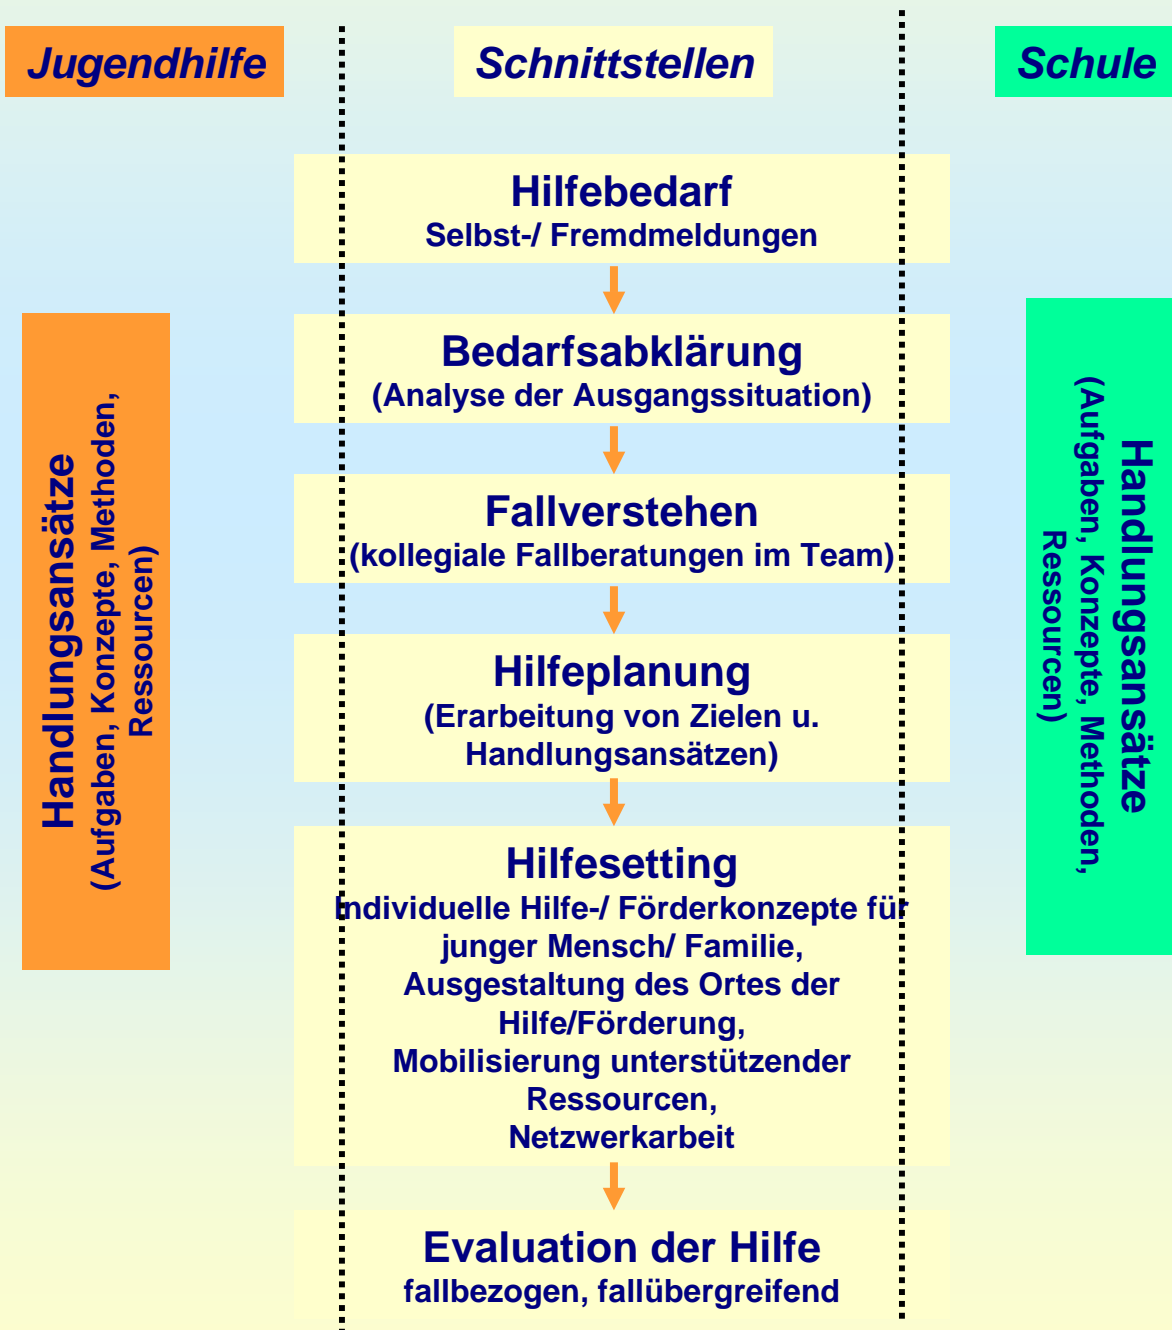 Jugendhilfe
Schnittstellen
Schule
Hilfebedarf
Selbst-/ Fremdmeldungen
Bedarfsabklärung
(Analyse der Ausgangssituation)
Fallverstehen
(kollegiale Fallberatungen im Team)
Hilfeplanung
(Erarbeitung von Zielen u.
Handlungsansätzen)
Hilfesetting
Individuelle Hilfe-/ Förderkonzepte für
junger Mensch/ Familie,
Ausgestaltung des Ortes der
Hilfe/Förderung,
Mobilisierung unterstützender
Ressourcen,
Netzwerkarbeit
Evaluation der Hilfe
fallbezogen, fallübergreifend
Handlungsansätze
(Aufgaben, Konzepte, Methoden,
Ressourcen)
Handlungsansätze
(Aufgaben, Konzepte, Methoden,
Ressourcen)